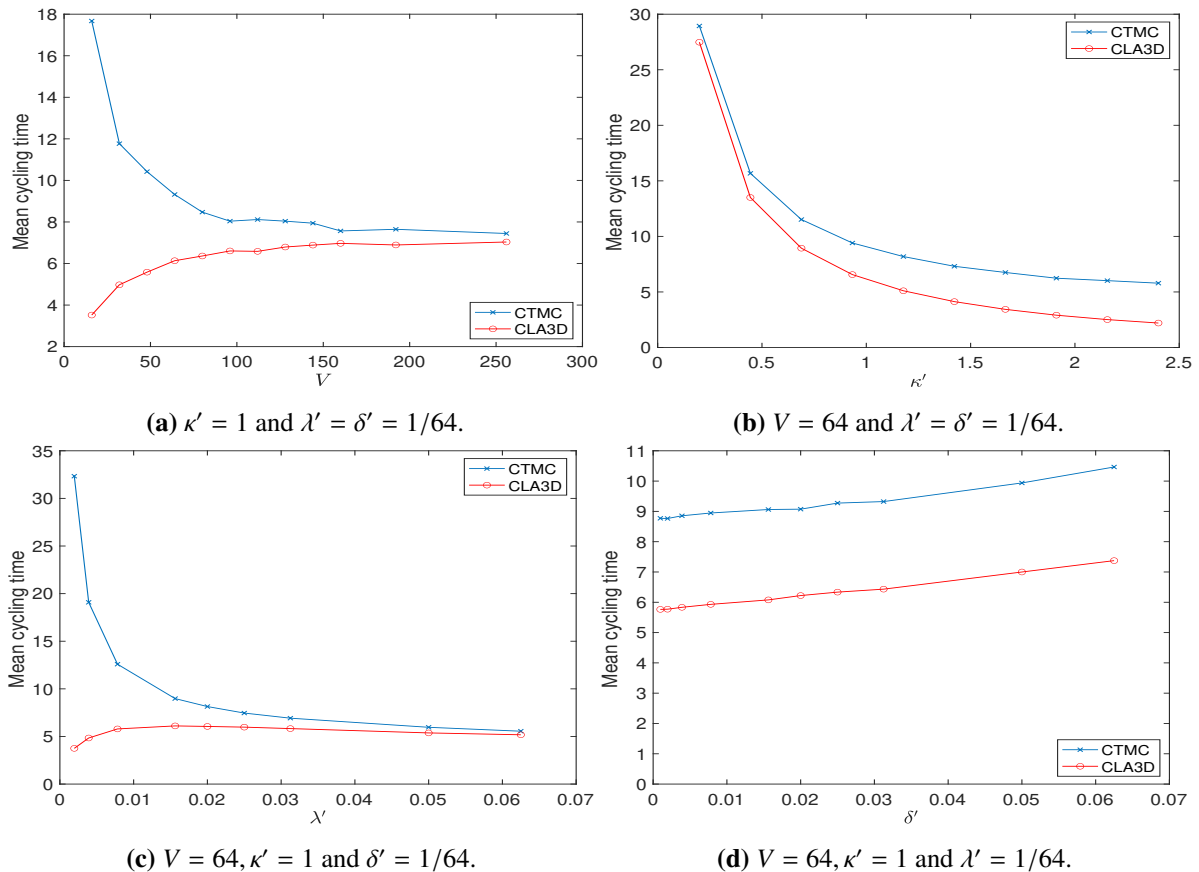 18
16
14
12
10
8
6
4
2
Mean cycling time
0 50 100 150 200 250 300
V
CTMC
CLA3D
(a) κ′ = 1 and λ′ = δ′ = 1/64.
30
25
20
15
10
5
0
Mean cycling time
0 0.5 1 1.5 2 2.5
κ′
CTMC
CLA3D
(b) V = 64 and λ′ = δ′ = 1/64.
35
30
25
20
15
10
5
0
Mean cycling time
0 0.01 0.02 0.03 0.04 0.05 0.06 0.07
λ′
CTMC
CLA3D
(c) V = 64, κ′ = 1 and δ′ = 1/64.
11
10
9
8
7
6
5
4
3
2
1
0
Mean cycling time
0 0.01 0.02 0.03 0.04 0.05 0.06 0.07
δ′
CTMC
CLA3D
(d) V = 64, κ′ = 1 and λ′ = 1/64.